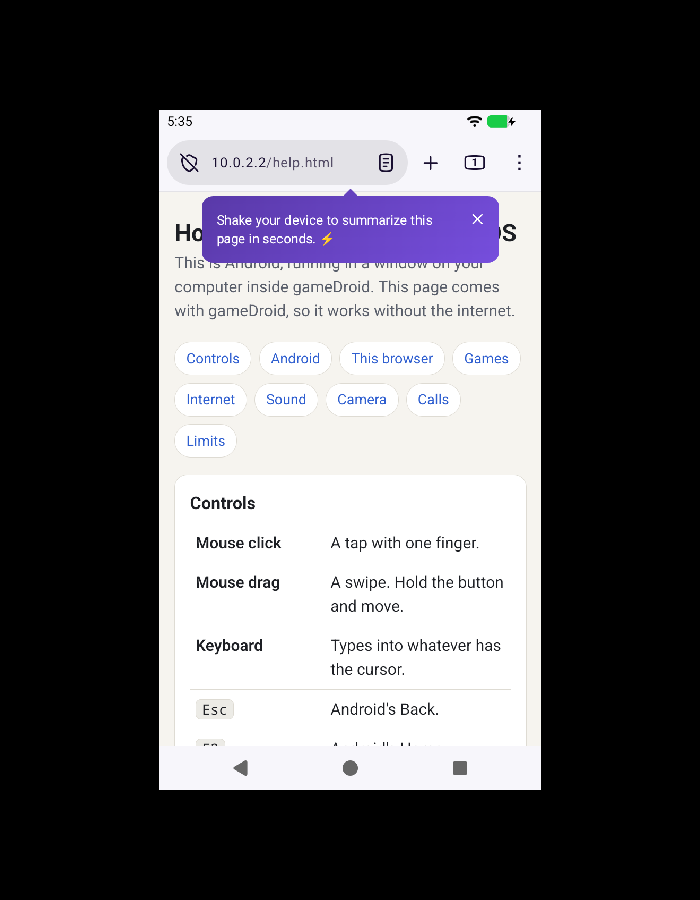 5:35
10.0.2.2/help.html
1
Shake your device to summarize this
page in seconds. ⚡
This is Android, running in a window on your
computer inside gameDroid. This page comes
with gameDroid, so it works without the internet.
Controls
Android
This browser
Games
Internet
Sound
Camera
Calls
Limits
Controls
Mouse click
A tap with one finger.
Mouse drag
A swipe. Hold the button
and move.
Keyboard
Types into whatever has
the cursor.
Esc
Android's Back.